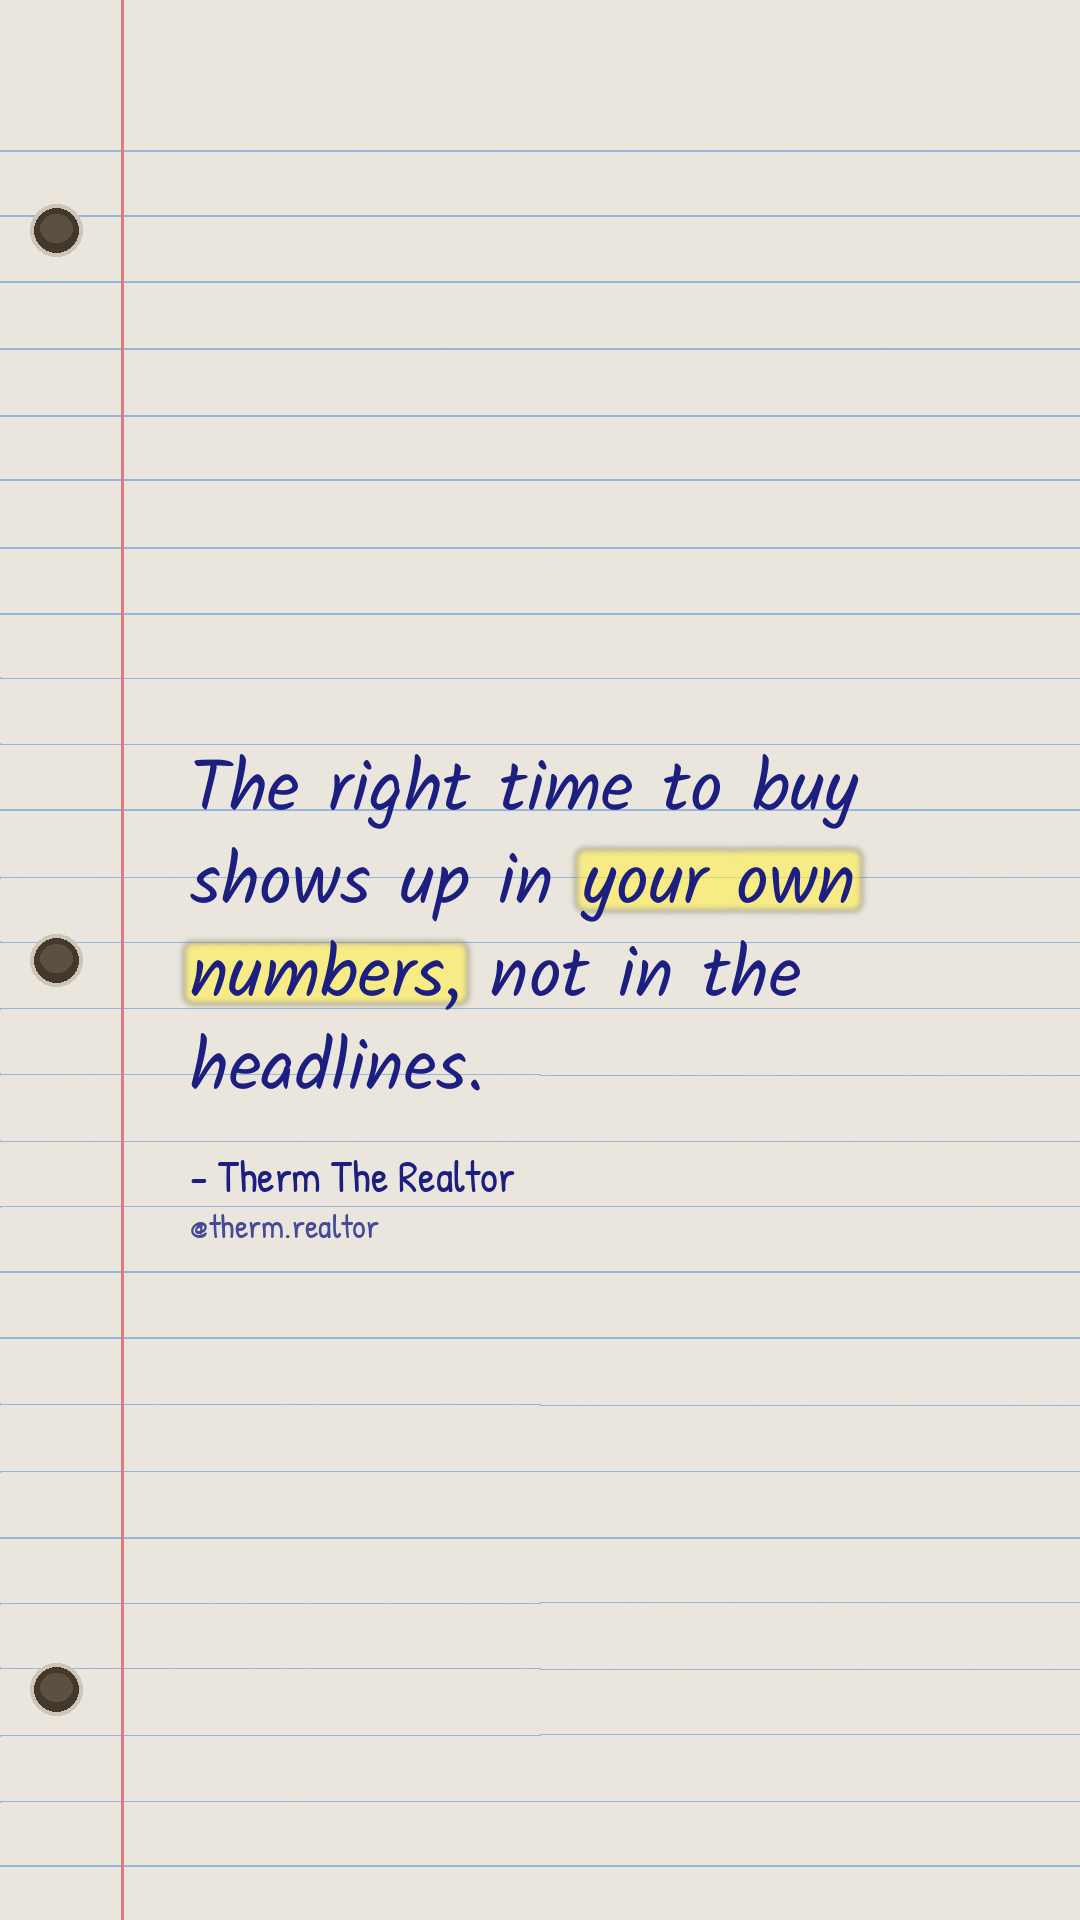 The right time to buy
shows up in your own
numbers, not in the
headlines.
- Therm The Realtor
@therm.realtor